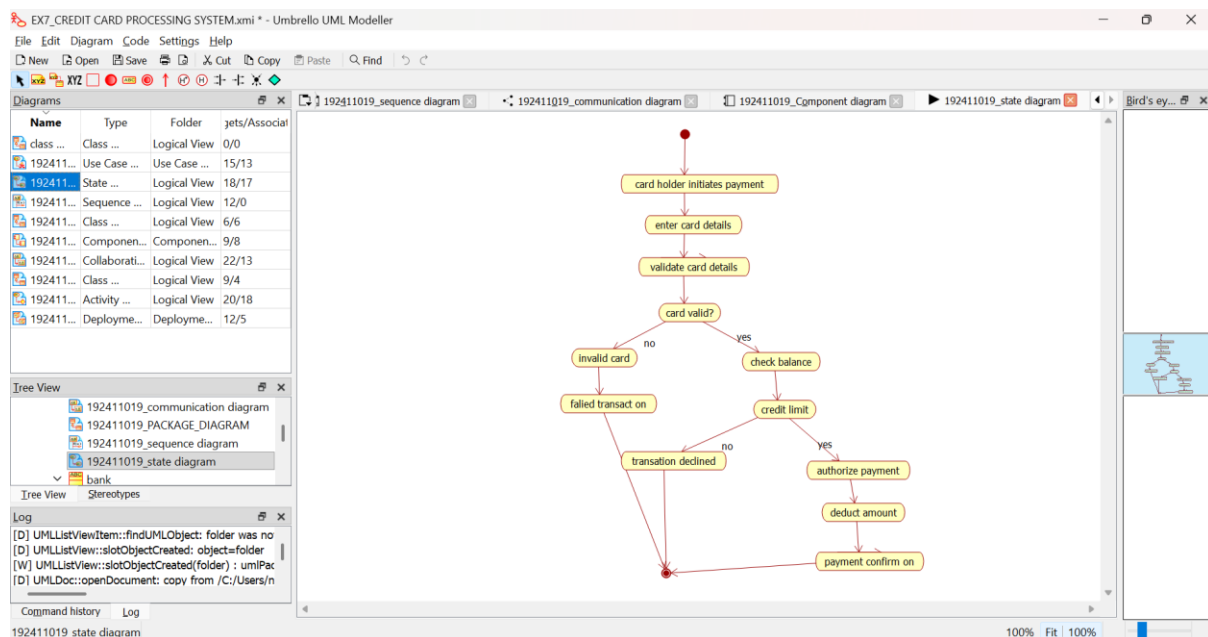 EX7_CREDIT CARD PROCESSING SYSTEM.xmi * - Umbrello UML Modeller
File Edit Diagram Code Settings Help
New Open Save Cut Copy Paste Find
XYZ XYZ ABC H* H
Diagrams
192411019_sequence diagram
192411019_communication diagram
192411019_Component diagram
192411019_state diagram
Bird's ey...
Name Type Folder gets/Associat
class ... Class ... Logical View 0/0
192411... Use Case ... Use Case ... 15/13
192411... State ... Logical View 18/17
192411... Sequence ... Logical View 12/0
192411... Class ... Logical View 6/6
192411... Componen... Componen... 9/8
192411... Collaborati... Logical View 22/13
192411... Class ... Logical View 9/4
192411... Activity ... Logical View 20/18
192411... Deployme... Deployme... 12/5
card holder initiates payment
enter card details
validate card details
card valid?
no
yes
invalid card
check balance
falied transact on
credit limit
no
yes
transation declined
authorize payment
deduct amount
payment confirm on
Tree View
192411019_communication diagram
192411019_PACKAGE_DIAGRAM
192411019_sequence diagram
192411019_state diagram
bank
Tree View Stereotypes
Log
[D] UMLListViewItem::findUMLObject: folder was no
[D] UMLListView::slotObjectCreated: object=folder
[W] UMLListView::slotObjectCreated(folder) : umlPac
[D] UMLDoc::openDocument: copy from /C:/Users/n
Command history Log
192411019_state diagram
100% Fit 100%